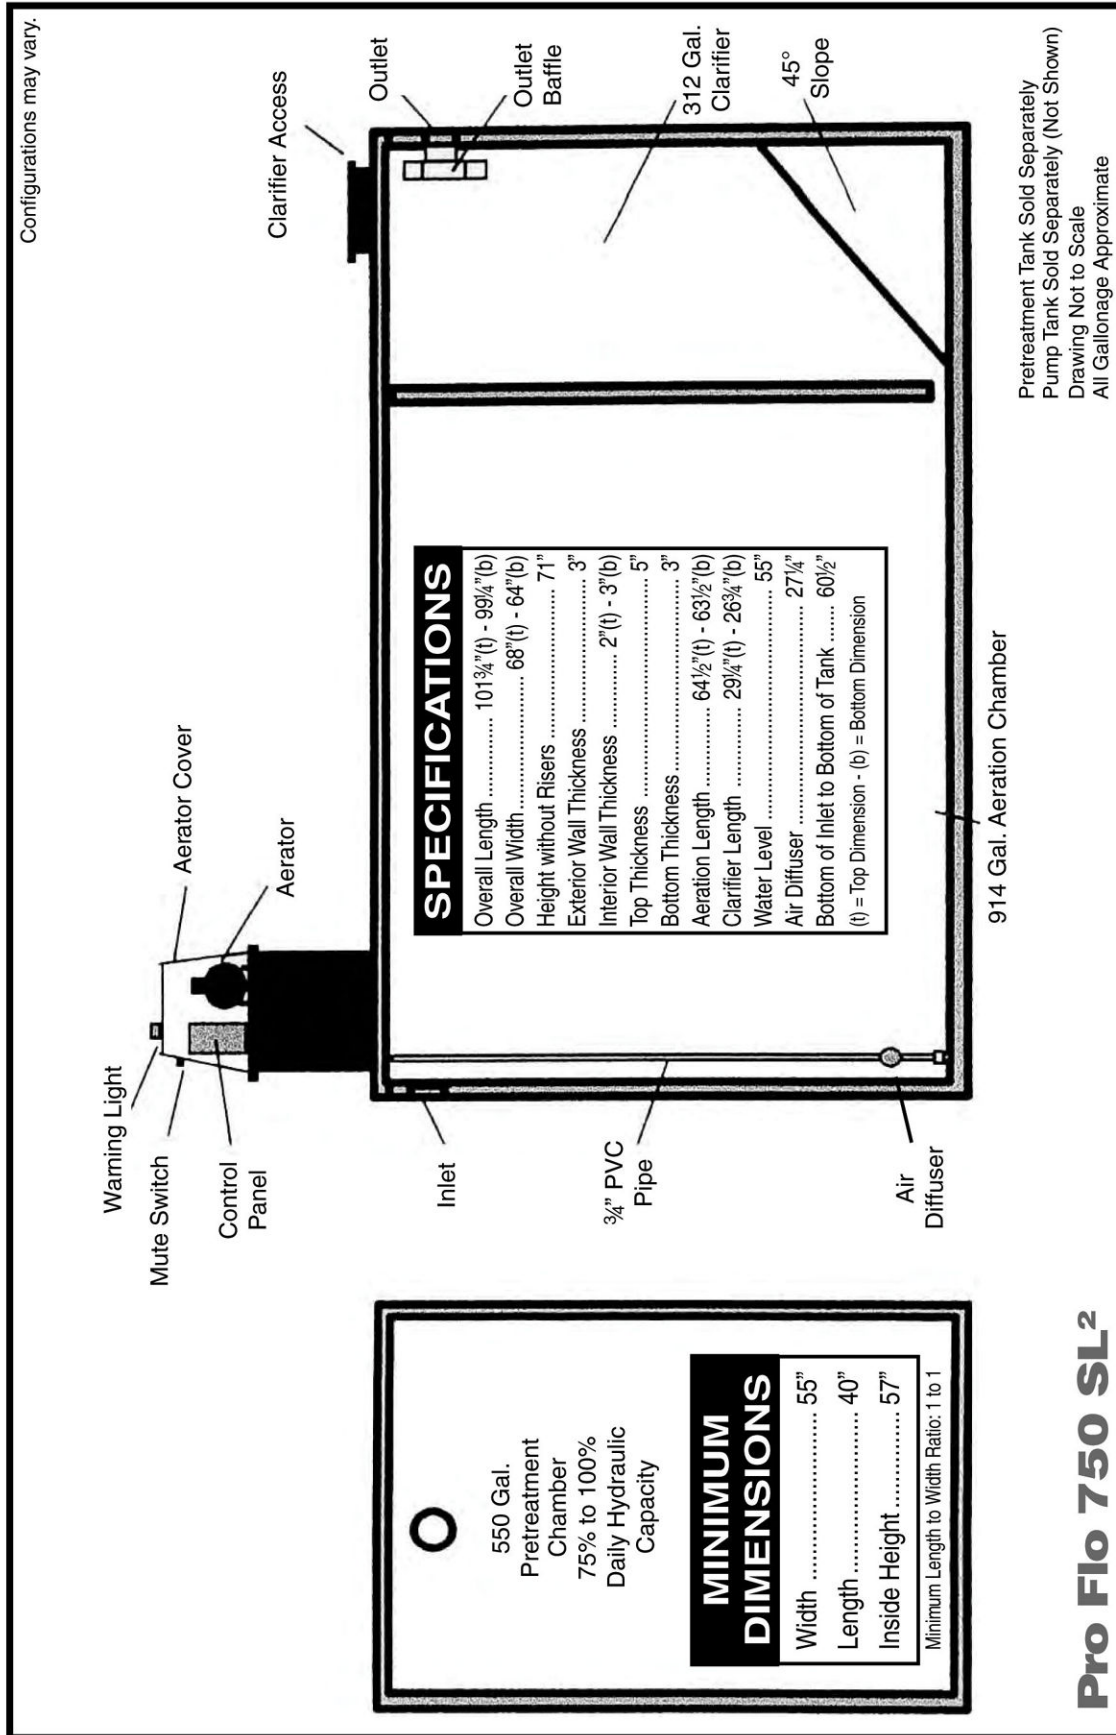 Configurations may vary.
Warning Light
Mute Switch
Control
Panel
Aerator Cover
Aerator
Clarifier Access
Inlet
Outlet
Outlet
Baffle
312 Gal.
Clarifier
45°
Slope
¾” PVC
Pipe
Air
Diffuser
914 Gal. Aeration Chamber
SPECIFICATIONS
Overall Length .......... 101¾”(t) - 99¼”(b)
Overall Width .................. 68”(t) - 64”(b)
Height without Risers ...................... 71”
Exterior Wall Thickness .................... 3”
Interior Wall Thickness ........... 2”(t) - 3”(b)
Top Thickness ................................ 5”
Bottom Thickness ............................ 3”
Aeration Length .......... 64½”(t) - 63½”(b)
Clarifier Length .......... 29¼”(t) - 26¾”(b)
Water Level .................................. 55”
Air Diffuser ............................ 27¼”
Bottom of Inlet to Bottom of Tank ....... 60½”
(t) = Top Dimension - (b) = Bottom Dimension
550 Gal.
Pretreatment
Chamber
75% to 100%
Daily Hydraulic
Capacity
MINIMUM
DIMENSIONS
Width .................... 55”
Length .................... 40”
Inside Height ............ 57”
Minimum Length to Width Ratio: 1 to 1
Pretreatment Tank Sold Separately
Pump Tank Sold Separately (Not Shown)
Drawing Not to Scale
All Gallonage Approximate
Pro Flo 750 SL²